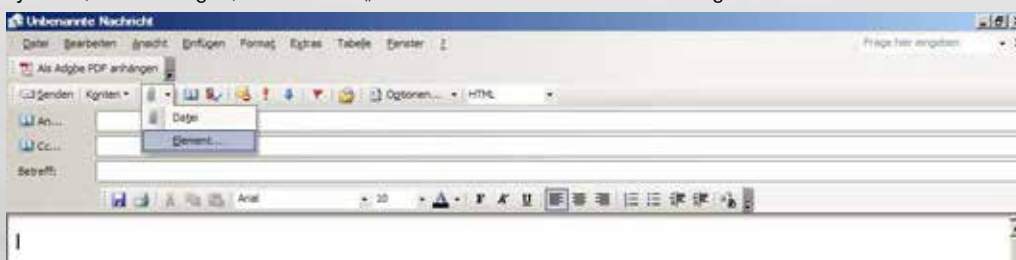 Unbenannte Nachricht
Datei Bearbeiten Ansicht Einfügen Format Extras Tabelle Fenster ?
Frage hier eingeben
Als Adobe PDF anhängen
Senden Konten Optionen... HTML
Datei
An...
Element...
Cc...
Betreff:
Arial 10 F K U